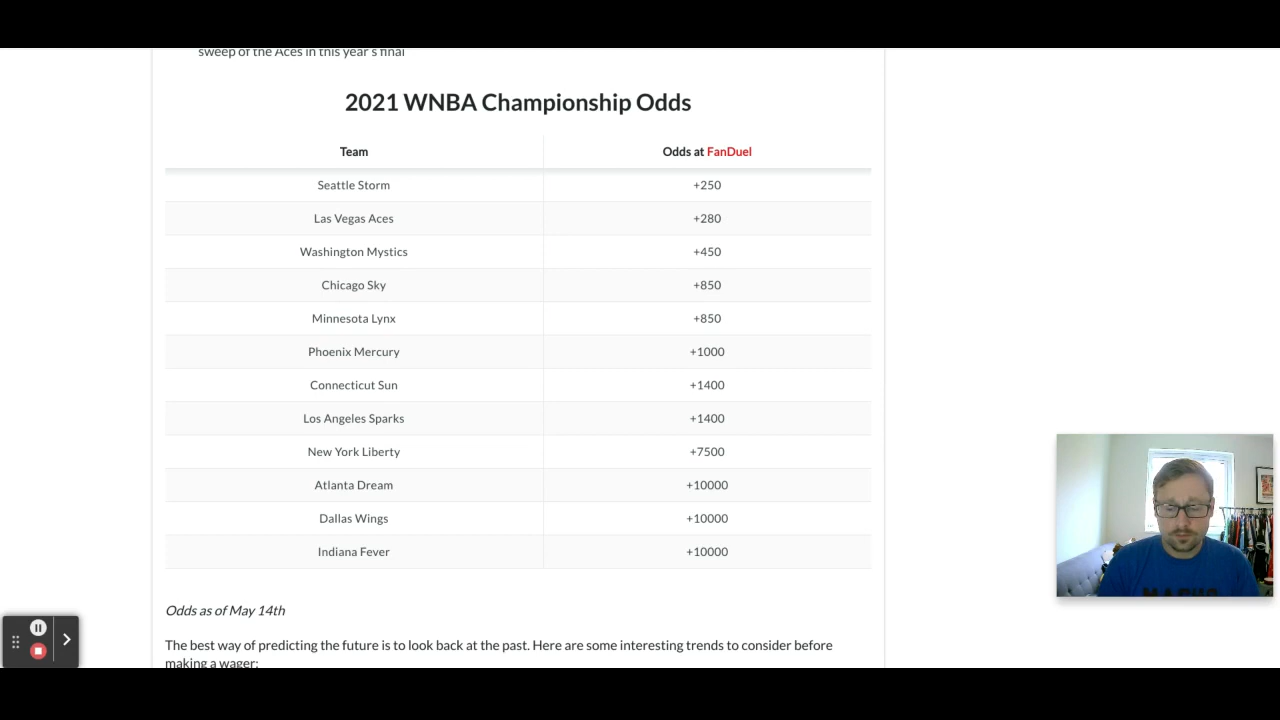 sweep of the Aces in this year's final
2021 WNBA Championship Odds
Team Odds at FanDuel
Seattle Storm +250
Las Vegas Aces +280
Washington Mystics +450
Chicago Sky +850
Minnesota Lynx +850
Phoenix Mercury +1000
Connecticut Sun +1400
Los Angeles Sparks +1400
New York Liberty +7500
Atlanta Dream +10000
Dallas Wings +10000
Indiana Fever +10000
Odds as of May 14th
The best way of predicting the future is to look back at the past. Here are some interesting trends to consider before
making a wager: